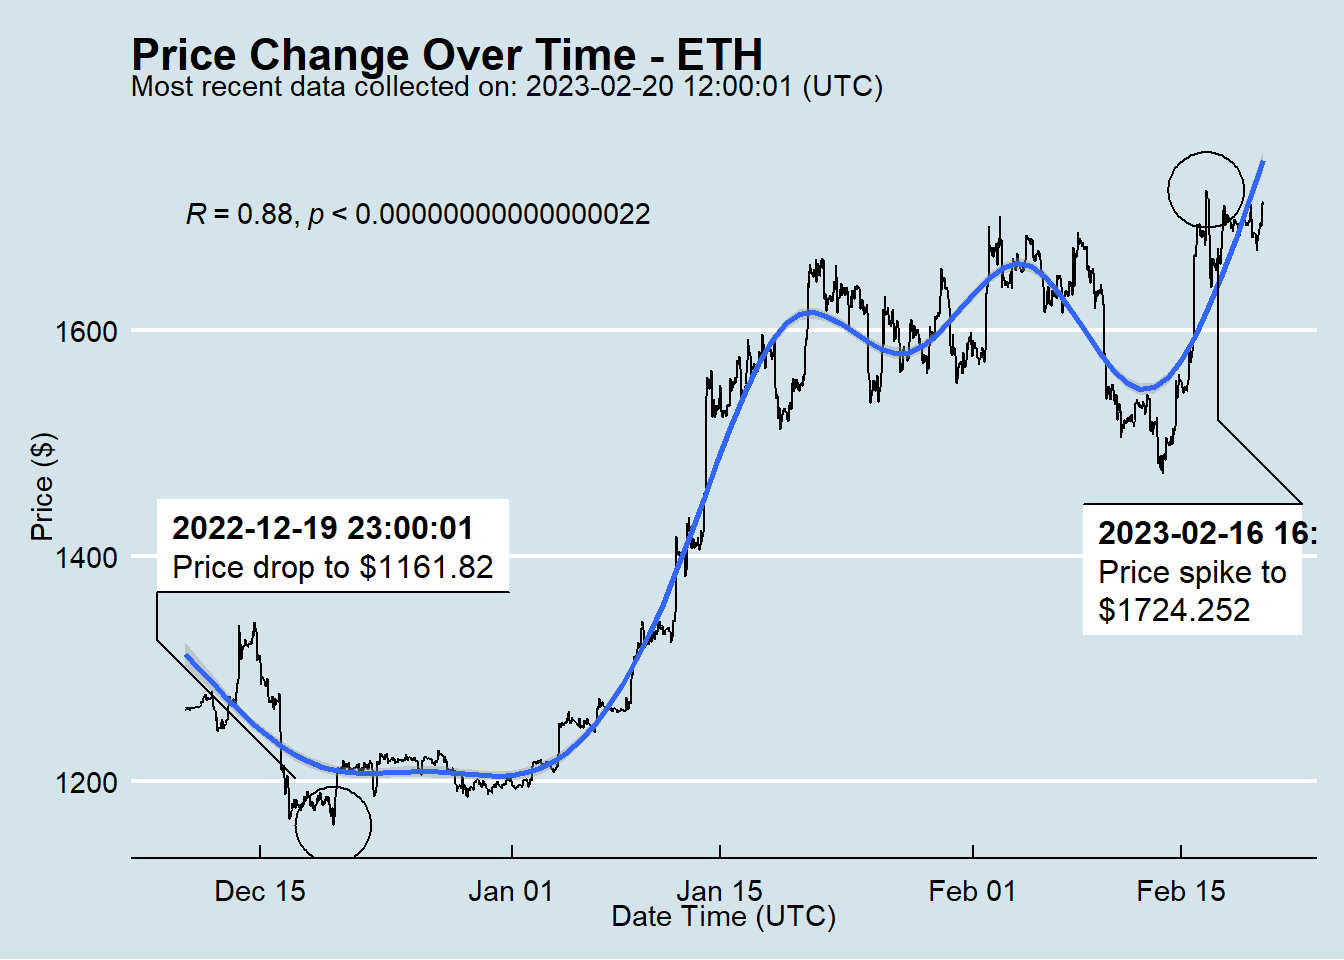 Price Change Over Time - ETH
Most recent data collected on: 2023-02-20 12:00:01 (UTC)
R = 0.88, p < 0.00000000000000022
1600
1400
1200
Price ($)
2022-12-19 23:00:01
Price drop to $1161.82
2023-02-16 16:
Price spike to
$1724.252
Dec 15
Jan 01
Jan 15
Feb 01
Feb 15
Date Time (UTC)